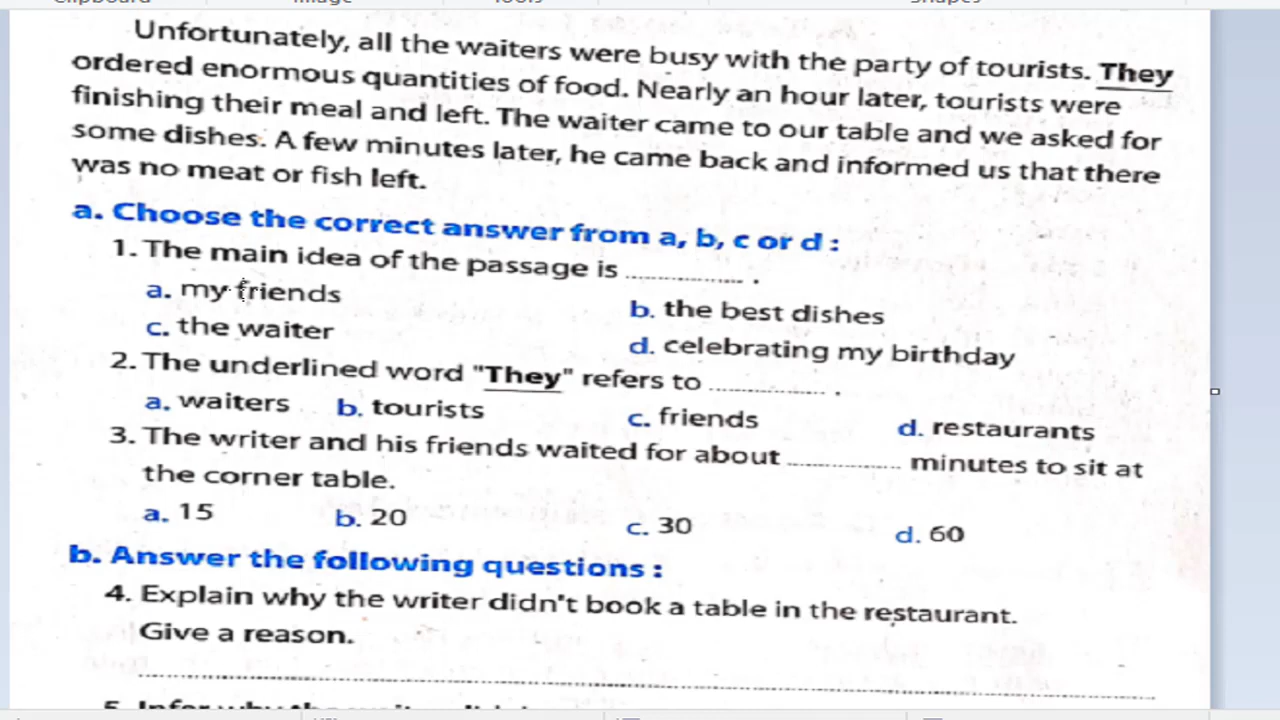 Unfortunately, all the waiters were busy with the party of tourists. They
ordered enormous quantities of food. Nearly an hour later, tourists were
finishing their meal and left. The waiter came to our table and we asked for
some dishes. A few minutes later, he came back and informed us that there
was no meat or fish left.
a. Choose the correct answer from a, b, c or d :
1. The main idea of the passage is .................... .
a. my friends b. the best dishes
c. the waiter d. celebrating my birthday
2. The underlined word "They" refers to .................... .
a. waiters b. tourists c. friends d. restaurants
3. The writer and his friends waited for about .................... minutes to sit at
the corner table.
a. 15 b. 20 c. 30 d. 60
b. Answer the following questions :
4. Explain why the writer didn't book a table in the restaurant.
Give a reason.